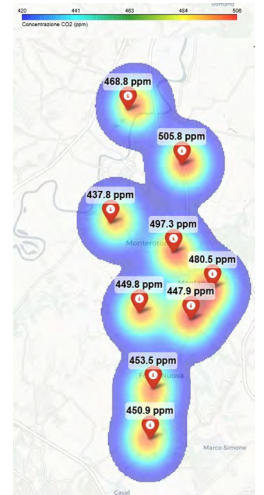 420 441 463 484 506
Concentrazione CO2 (ppm)
468.8 ppm
505.8 ppm
437.8 ppm
497.3 ppm
480.5 ppm
449.8 ppm
447.9 ppm
453.5 ppm
450.9 ppm
Marco Simone
Casal